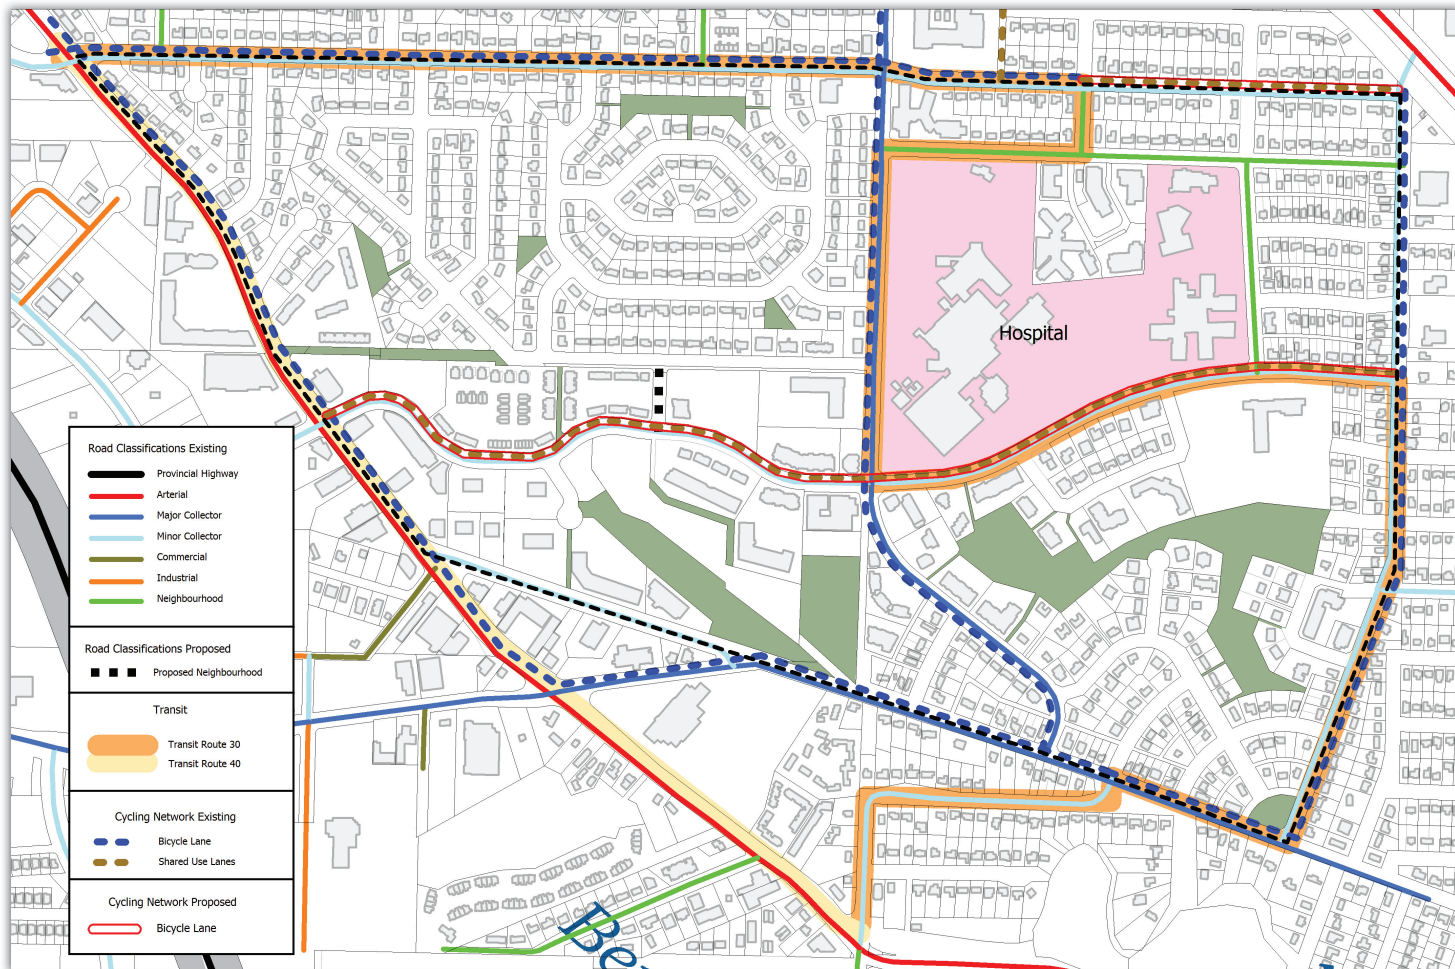 Hospital
Road Classifications Existing
Provincial Highway
Arterial
Major Collector
Minor Collector
Commercial
Industrial
Neighbourhood
Road Classifications Proposed
Proposed Neighbourhood
Transit
Transit Route 30
Transit Route 40
Cycling Network Existing
Bicycle Lane
Shared Use Lanes
Cycling Network Proposed
Bicycle Lane
Be